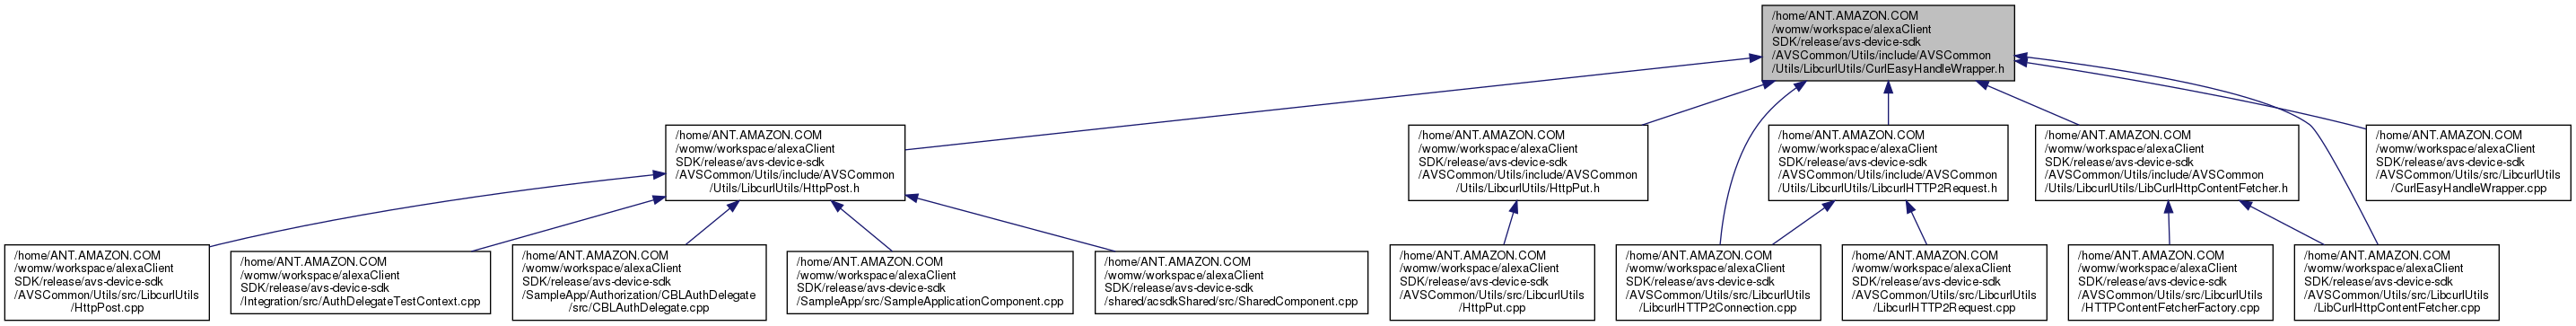 /home/ANT.AMAZON.COM
/womw/workspace/alexaClient
SDK/release/avs-device-sdk
/AVSCommon/Utils/include/AVSCommon
/Utils/LibcurlUtils/CurlEasyHandleWrapper.h
/home/ANT.AMAZON.COM
/womw/workspace/alexaClient
SDK/release/avs-device-sdk
/AVSCommon/Utils/include/AVSCommon
/Utils/LibcurlUtils/HttpPost.h
/home/ANT.AMAZON.COM
/womw/workspace/alexaClient
SDK/release/avs-device-sdk
/AVSCommon/Utils/include/AVSCommon
/Utils/LibcurlUtils/HttpPut.h
/home/ANT.AMAZON.COM
/womw/workspace/alexaClient
SDK/release/avs-device-sdk
/AVSCommon/Utils/include/AVSCommon
/Utils/LibcurlUtils/LibcurlHTTP2Request.h
/home/ANT.AMAZON.COM
/womw/workspace/alexaClient
SDK/release/avs-device-sdk
/AVSCommon/Utils/include/AVSCommon
/Utils/LibcurlUtils/LibCurlHttpContentFetcher.h
/home/ANT.AMAZON.COM
/womw/workspace/alexaClient
SDK/release/avs-device-sdk
/AVSCommon/Utils/src/LibcurlUtils
/CurlEasyHandleWrapper.cpp
/home/ANT.AMAZON.COM
/womw/workspace/alexaClient
SDK/release/avs-device-sdk
/AVSCommon/Utils/src/LibcurlUtils
/HttpPost.cpp
/home/ANT.AMAZON.COM
/womw/workspace/alexaClient
SDK/release/avs-device-sdk
/Integration/src/AuthDelegateTestContext.cpp
/home/ANT.AMAZON.COM
/womw/workspace/alexaClient
SDK/release/avs-device-sdk
/SampleApp/Authorization/CBLAuthDelegate
/src/CBLAuthDelegate.cpp
/home/ANT.AMAZON.COM
/womw/workspace/alexaClient
SDK/release/avs-device-sdk
/SampleApp/src/SampleApplicationComponent.cpp
/home/ANT.AMAZON.COM
/womw/workspace/alexaClient
SDK/release/avs-device-sdk
/shared/acsdkShared/src/SharedComponent.cpp
/home/ANT.AMAZON.COM
/womw/workspace/alexaClient
SDK/release/avs-device-sdk
/AVSCommon/Utils/src/LibcurlUtils
/HttpPut.cpp
/home/ANT.AMAZON.COM
/womw/workspace/alexaClient
SDK/release/avs-device-sdk
/AVSCommon/Utils/src/LibcurlUtils
/LibcurlHTTP2Connection.cpp
/home/ANT.AMAZON.COM
/womw/workspace/alexaClient
SDK/release/avs-device-sdk
/AVSCommon/Utils/src/LibcurlUtils
/LibcurlHTTP2Request.cpp
/home/ANT.AMAZON.COM
/womw/workspace/alexaClient
SDK/release/avs-device-sdk
/AVSCommon/Utils/src/LibcurlUtils
/HTTPContentFetcherFactory.cpp
/home/ANT.AMAZON.COM
/womw/workspace/alexaClient
SDK/release/avs-device-sdk
/AVSCommon/Utils/src/LibcurlUtils
/LibCurlHttpContentFetcher.cpp